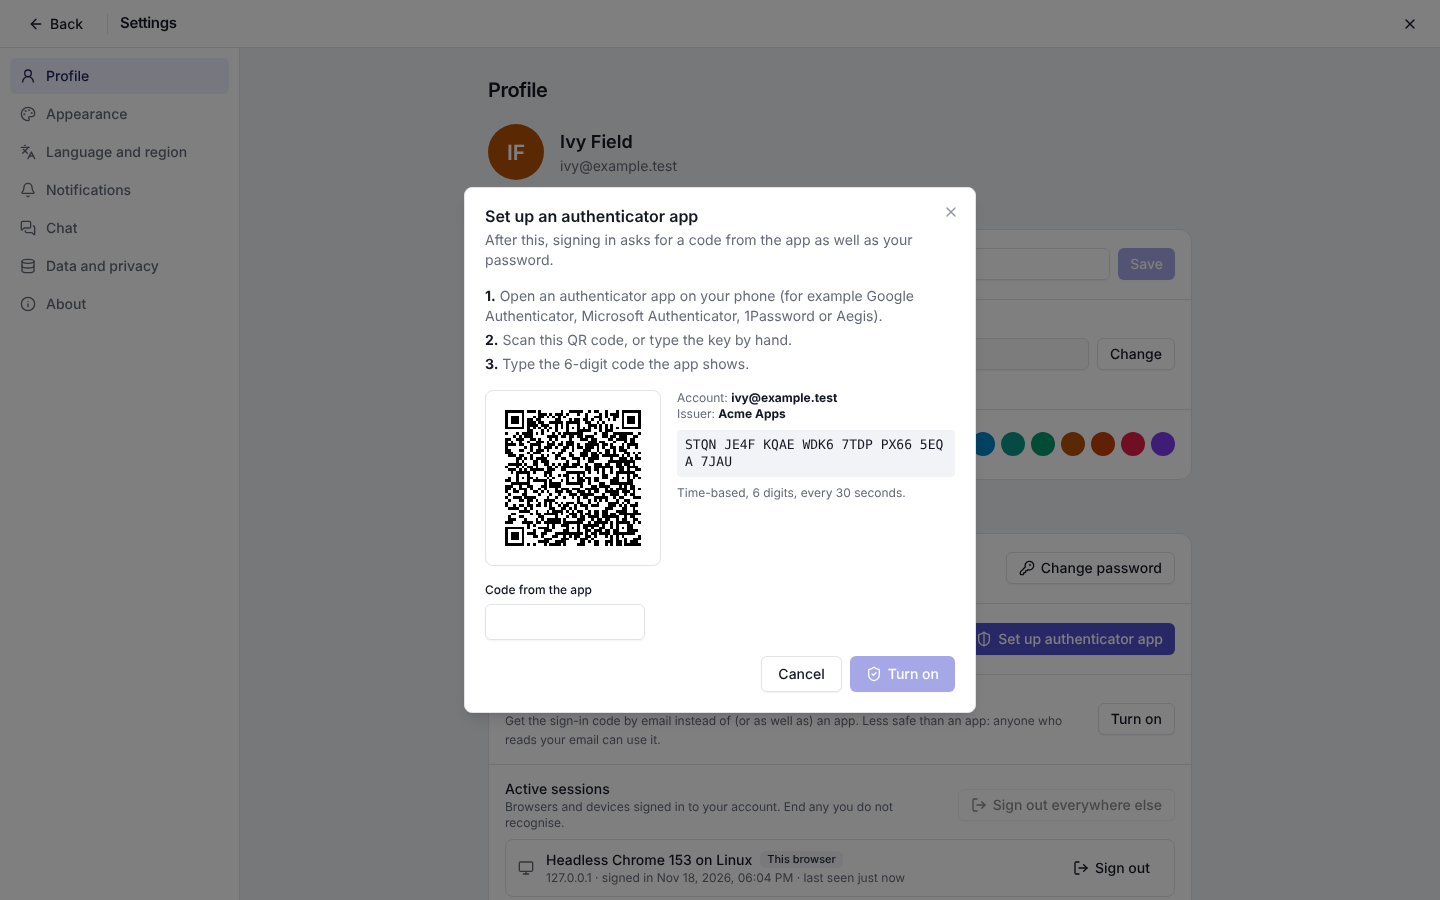 Back
Settings
Profile
Appearance
Language and region
Notifications
Chat
Data and privacy
About
Profile
IF
Ivy Field
ivy@example.test
Save
Change
Change password
Set up authenticator app
Set up an authenticator app
After this, signing in asks for a code from the app as well as your
password.
1. Open an authenticator app on your phone (for example Google
Authenticator, Microsoft Authenticator, 1Password or Aegis).
2. Scan this QR code, or type the key by hand.
3. Type the 6-digit code the app shows.
Account: ivy@example.test
Issuer: Acme Apps
STQN JE4F KQAE WDK6 7TDP PX66 5EQ
A 7JAU
Time-based, 6 digits, every 30 seconds.
Code from the app
Cancel
Turn on
Get the sign-in code by email instead of (or as well as) an app. Less safe than an app: anyone who
reads your email can use it.
Turn on
Active sessions
Browsers and devices signed in to your account. End any you do not
recognise.
Sign out everywhere else
Headless Chrome 153 on Linux
This browser
127.0.0.1 · signed in Nov 18, 2026, 06:04 PM · last seen just now
Sign out